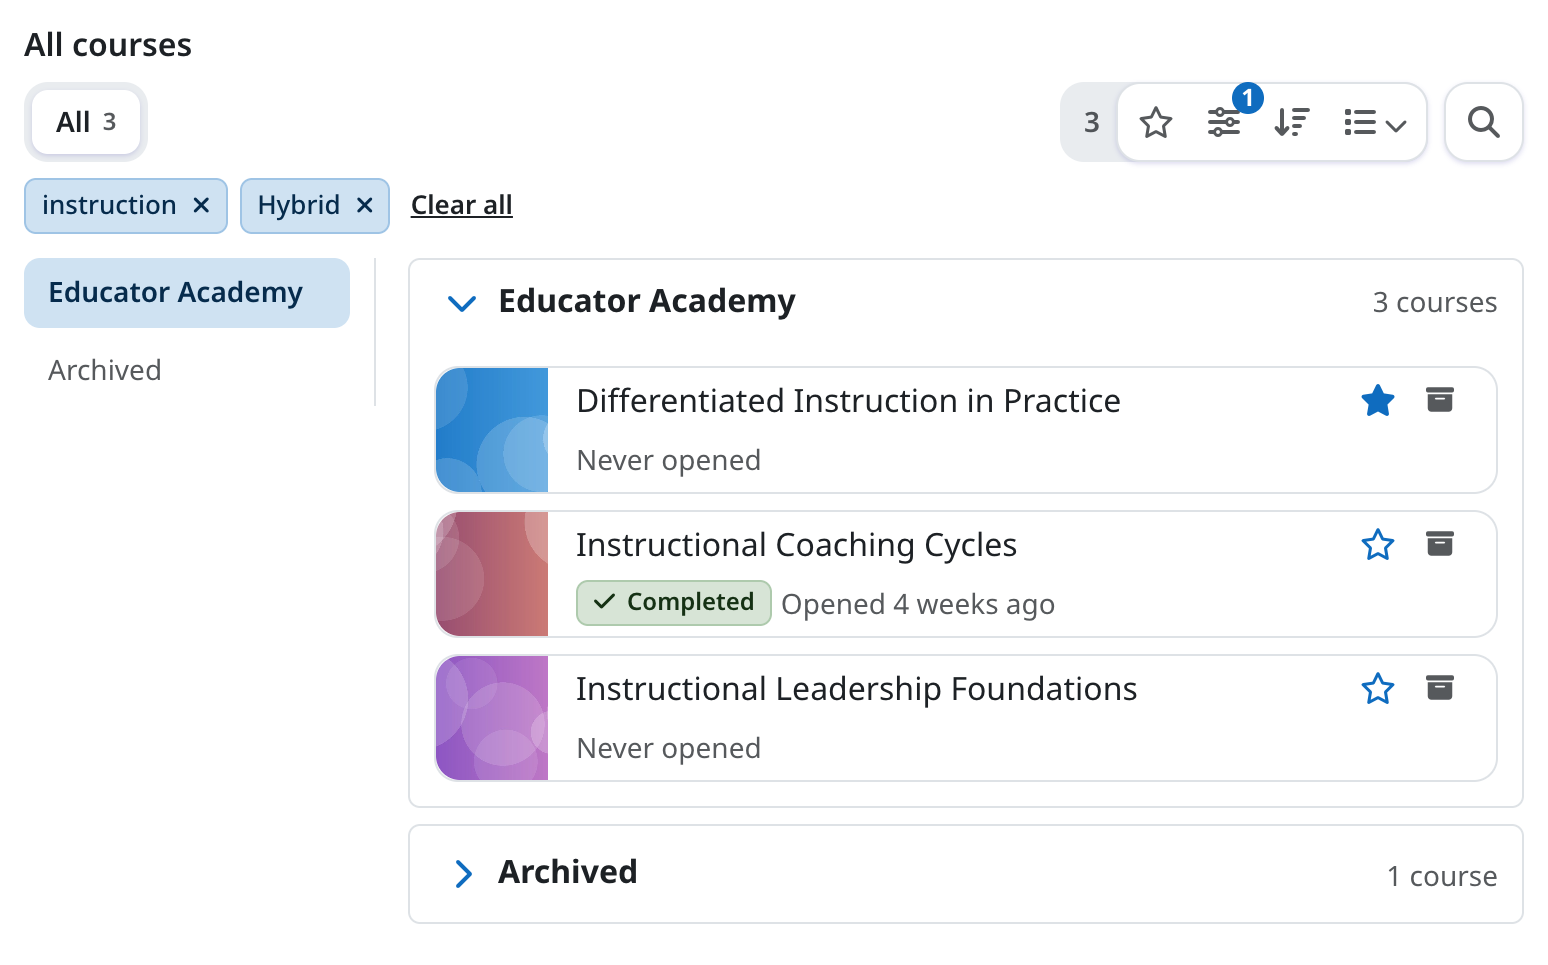 All courses
All 3
3
1
instruction
Hybrid
Clear all
Educator Academy
Archived
Educator Academy
3 courses
Differentiated Instruction in Practice
Never opened
Instructional Coaching Cycles
Completed Opened 4 weeks ago
Instructional Leadership Foundations
Never opened
Archived
1 course